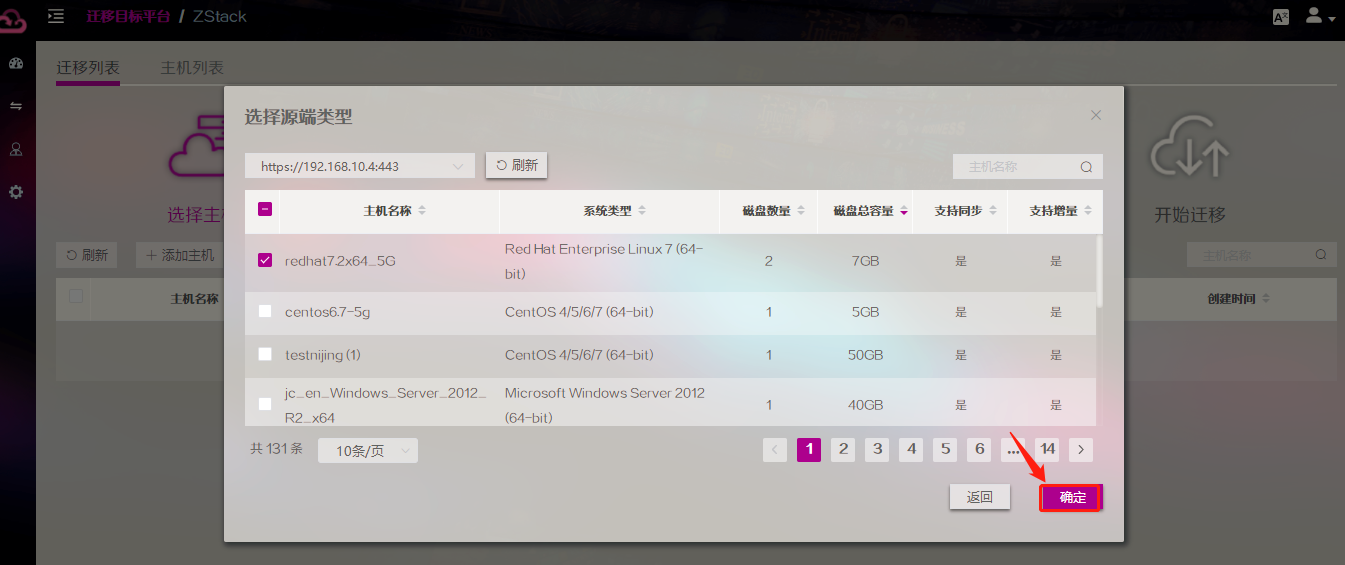 迁移目标平台 / ZStack
迁移列表 主机列表
选择源端类型
https://192.168.10.4:443 刷新 主机名称
主机名称 系统类型 磁盘数量 磁盘总容量 支持同步 支持增量
redhat7.2x64_5G Red Hat Enterprise Linux 7 (64-
bit) 2 7GB 是 是
centos6.7-5g CentOS 4/5/6/7 (64-bit) 1 5GB 是 是
testnijing (1) CentOS 4/5/6/7 (64-bit) 1 50GB 是 是
jc_en_Windows_Server_2012_ Microsoft Windows Server 2012
R2_x64 (64-bit) 1 40GB 是 是
共 131 条 10条/页 1 2 3 4 5 6 ... 14
返回 确定
选择主
开始迁移
刷新 添加主机 主机名称
主机名称 创建时间